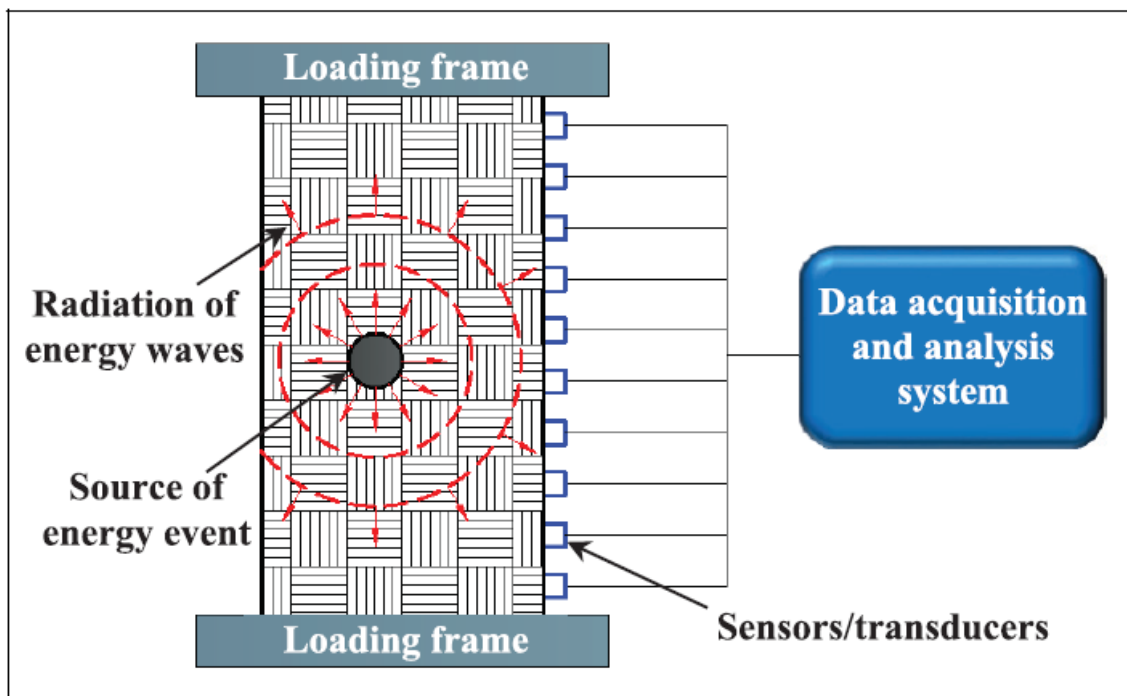 Loading frame
Radiation of
energy waves
Data acquisition
and analysis
system
Source of
energy event
Sensors/transducers
Loading frame